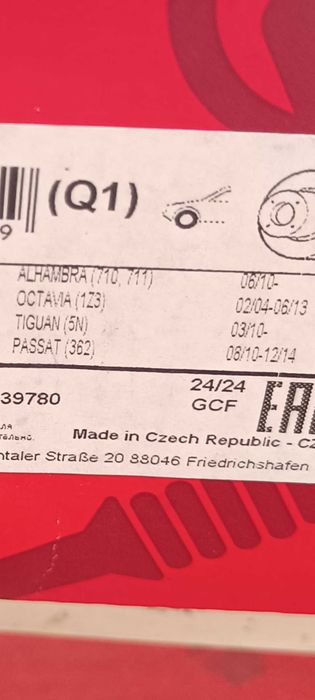 9
(Q1)
ALHAMBRA (710, 711) 06/10-
OCTAVIA (1Z3) 02/04-06/13
TIGUAN (5N) 03/10-
PASSAT (362) 08/10-12/14
39780
24/24
GCF
EAC
Made in Czech Republic - CZ
ntaler Straße 20 88046 Friedrichshafen